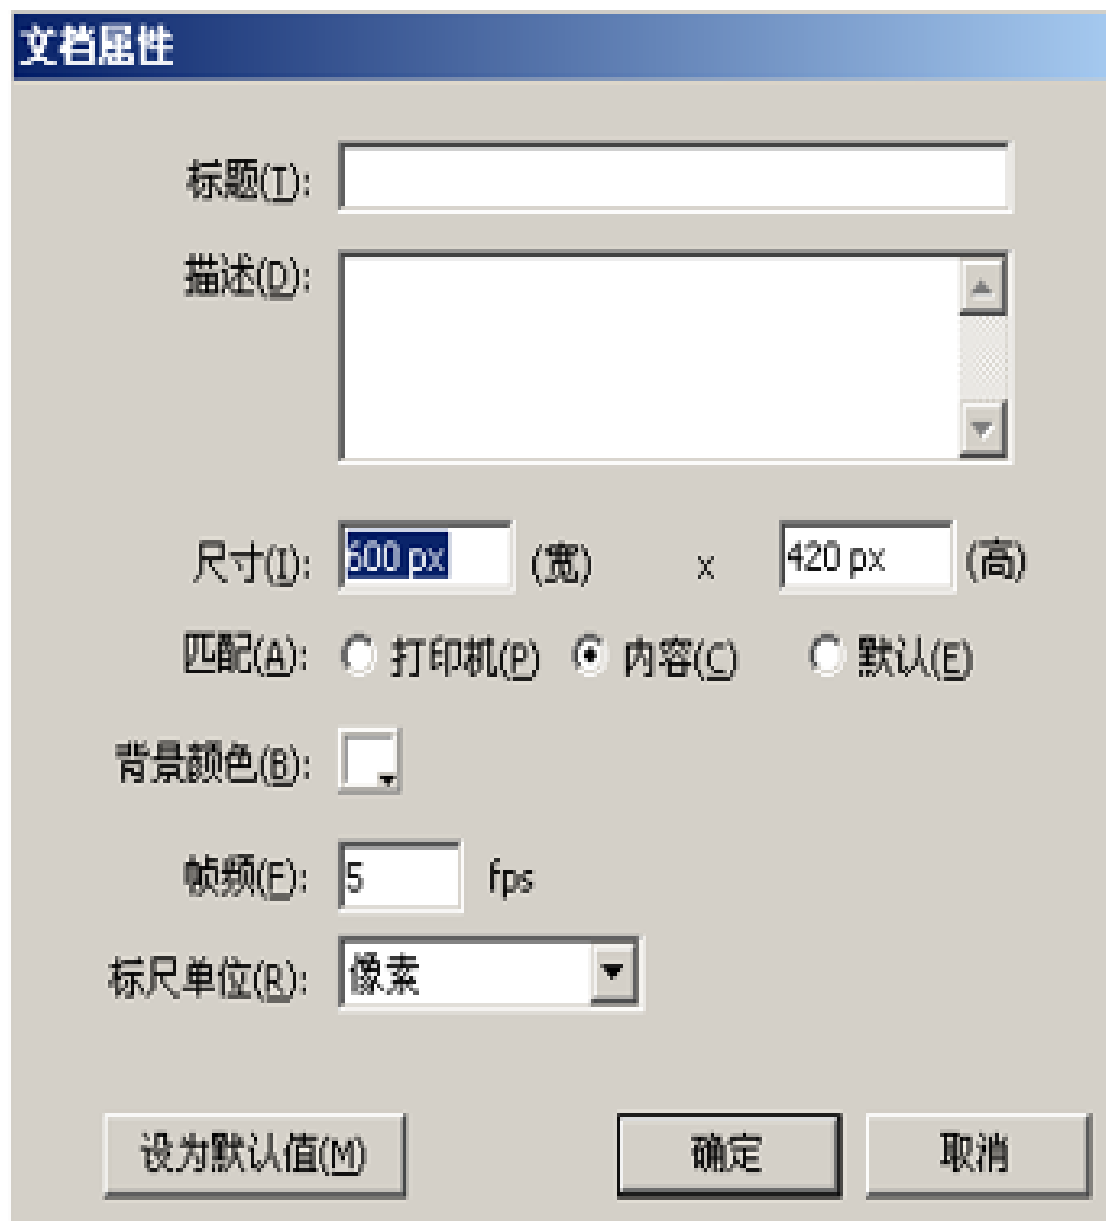 文档属性
标题(T):
描述(D):
尺寸(I): 600 px (宽) x 420 px (高)
匹配(A): 打印机(P) 内容(C) 默认(E)
背景颜色(B):
帧频(F): 5 fps
标尺单位(R): 像素
设为默认值(M) 确定 取消